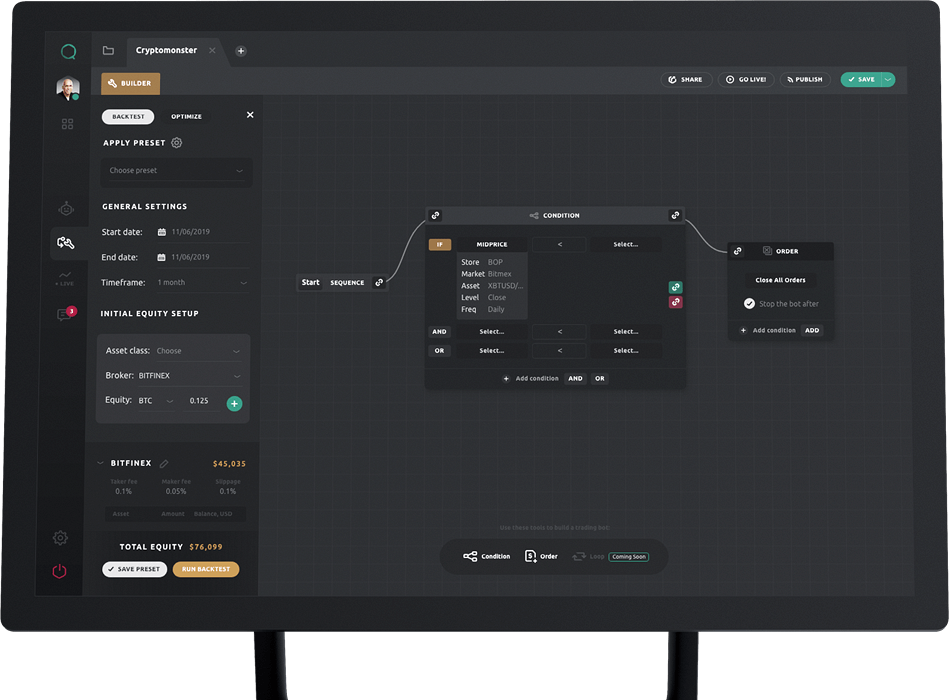 Cryptomonster
BUILDER
SHARE
GO LIVE!
PUBLISH
SAVE
BACKTEST
OPTIMIZE
APPLY PRESET
Choose preset
GENERAL SETTINGS
Start date: 11/06/2019
End date: 11/06/2019
Timeframe: 1 month
LIVE
3
INITIAL EQUITY SETUP
Asset class: Choose
Broker: BITFINEX
Equity: BTC 0.125
BITFINEX $45,035
Taker fee Maker fee Slippage
0.1% 0.05% 0.1%
Asset Amount Balance, USD
TOTAL EQUITY $76,099
SAVE PRESET
RUN BACKTEST
Start SEQUENCE
CONDITION
IF MIDPRICE < Select...
Store BOP
Market Bitmex
Asset XBTUSD/...
Level Close
Freq Daily
AND Select... < Select...
OR Select... < Select...
+ Add condition AND OR
ORDER
Close All Orders
Stop the bot after
+ Add condition ADD
Use these tools to build a trading bot
Condition
Order
Loop Coming Soon